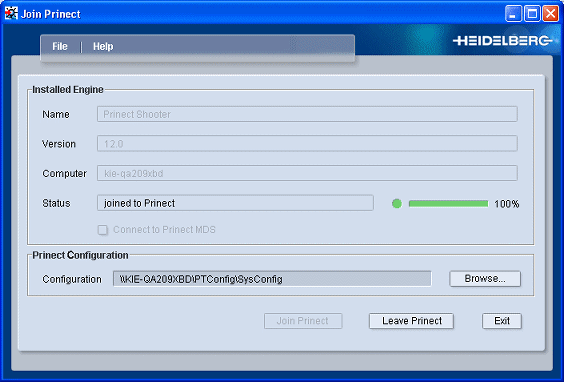 Join Prinect
File Help
HEIDELBERG
Installed Engine
Name Prinect Shooter
Version 12.0
Computer kie-qa209xbd
Status joined to Prinect 100%
Connect to Prinect MDS
Prinect Configuration
Configuration \\KIE-QA209XBD\PTConfig\SysConfig Browse...
Join Prinect Leave Prinect Exit